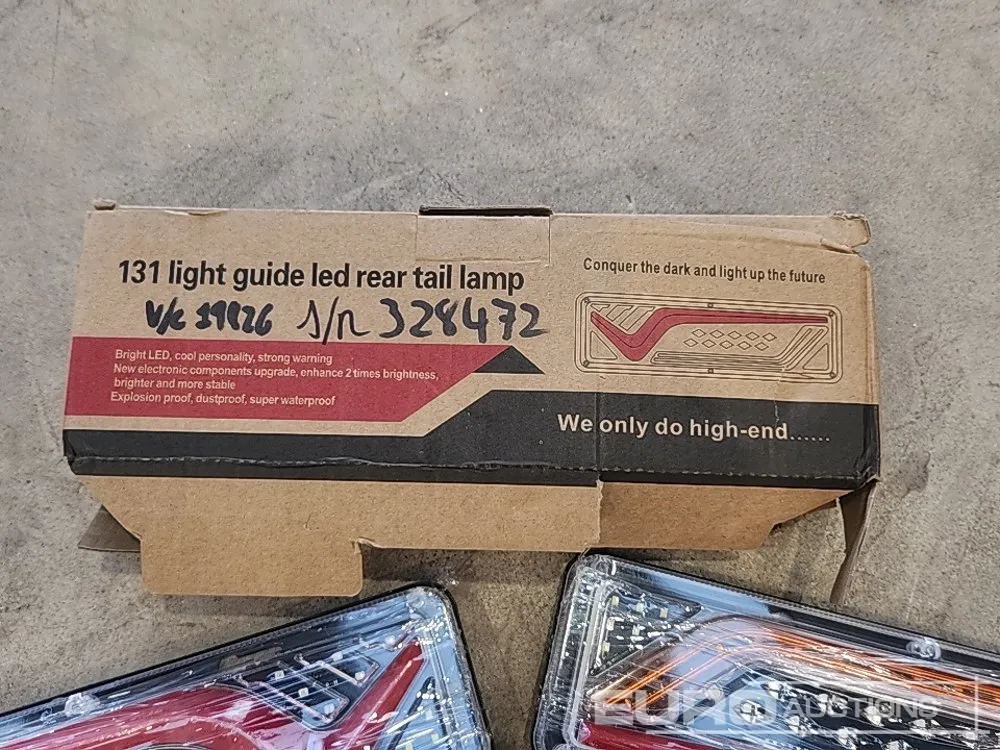 131 light guide led rear tail lamp
Conquer the dark and light up the future
V/c s/n 328472
Bright LED, cool personality, strong warning
New electronic components upgrade, enhance 2 times brightness,
brighter and more stable
Explosion proof, dustproof, super waterproof
We only do high-end......
EURO AUCTIONS